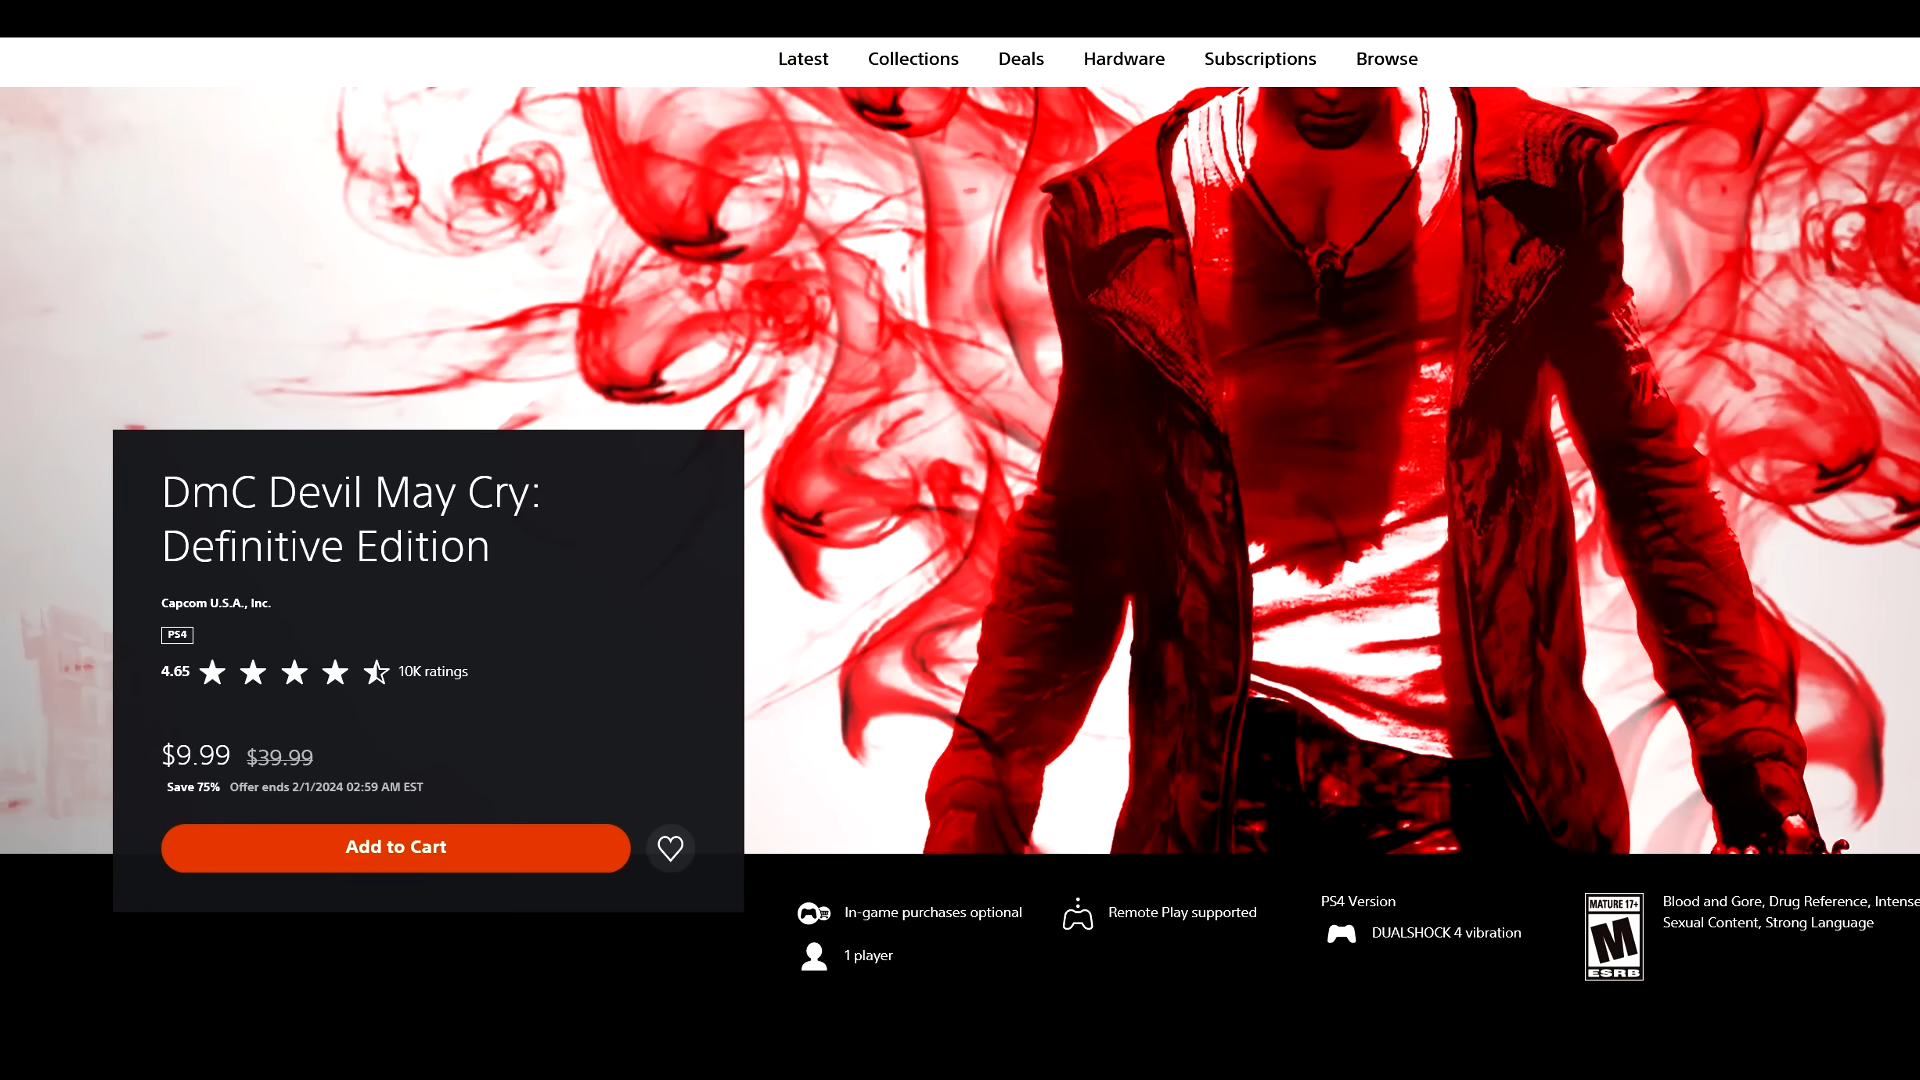 Latest Collections Deals Hardware Subscriptions Browse
DmC Devil May Cry:
Definitive Edition
Capcom U.S.A., Inc.
PS4
4.65 10K ratings
$9.99 $39.99
Save 75% Offer ends 2/1/2024 02:59 AM EST
Add to Cart
In-game purchases optional
1 player
Remote Play supported
PS4 Version
DUALSHOCK 4 vibration
MATURE 17+
M
ESRB
Blood and Gore, Drug Reference, Intense
Sexual Content, Strong Language